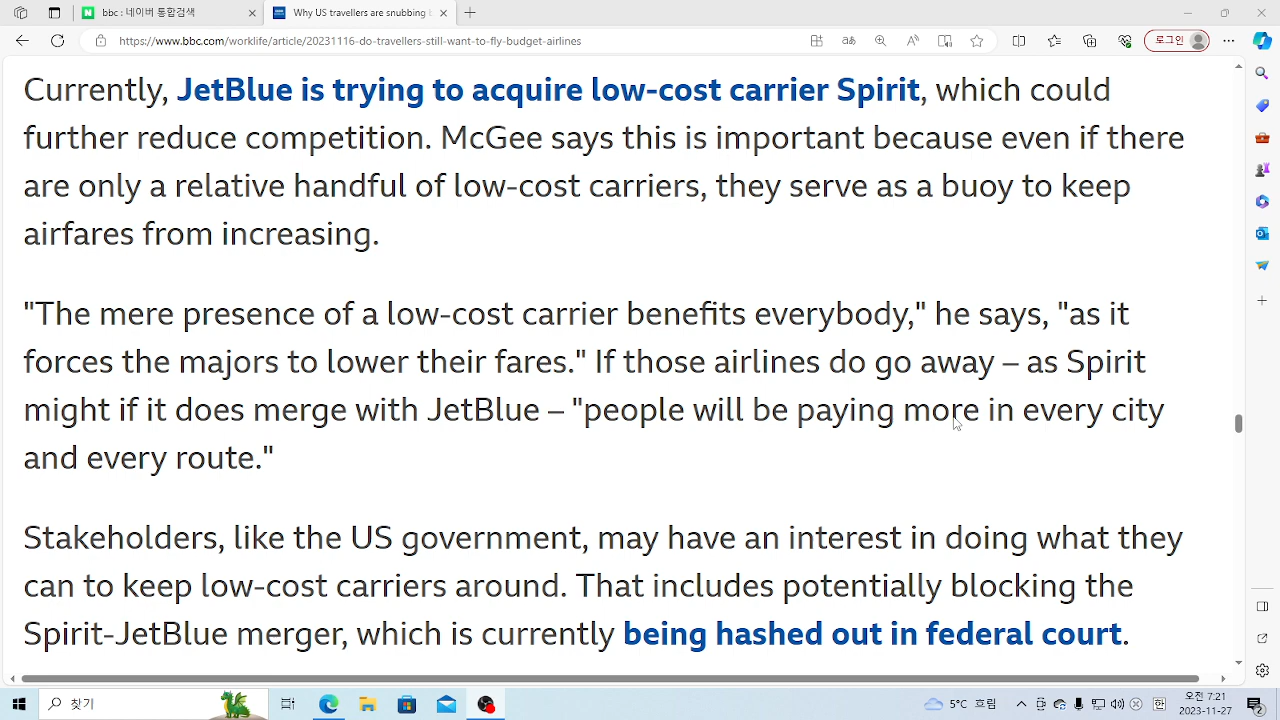 bbc : 네이버 통합검색
Why US travellers are snubbing
https://www.bbc.com/worklife/article/20231116-do-travellers-still-want-to-fly-budget-airlines
로그인
Currently, JetBlue is trying to acquire low-cost carrier Spirit, which could
further reduce competition. McGee says this is important because even if there
are only a relative handful of low-cost carriers, they serve as a buoy to keep
airfares from increasing.
"The mere presence of a low-cost carrier benefits everybody," he says, "as it
forces the majors to lower their fares." If those airlines do go away – as Spirit
might if it does merge with JetBlue – "people will be paying more in every city
and every route."
Stakeholders, like the US government, may have an interest in doing what they
can to keep low-cost carriers around. That includes potentially blocking the
Spirit-JetBlue merger, which is currently being hashed out in federal court.
찾기
5°C 흐림
오전 7:21
2023-11-27
2